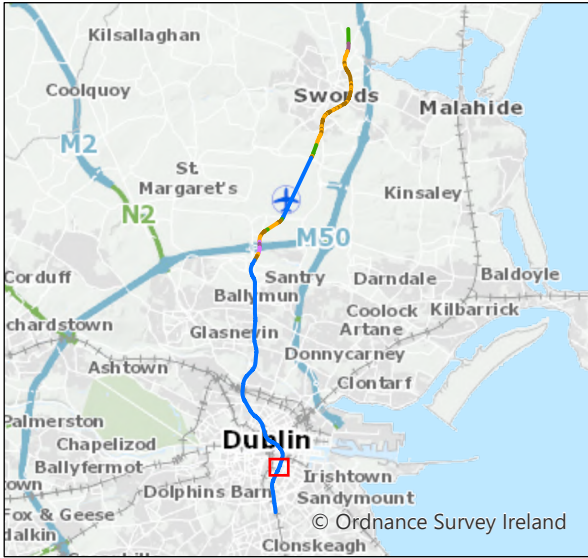 Kilsallaghan
Coolquoy
Swords
Malahide
M2
St.
Margaret's
Kinsaley
N2
M50
Corduff
Santry
Darndale
Baldoyle
Ballymun
Coolock
Kilbarrick
chardstown
Glasnevin
Artane
Donnycarney
Ashtown
Clontarf
Palmerston
Dublin
Chapelizod
Ballyfermot
Irishtown
town
Dolphins Barn
Sandymount
Fox & Geese
© Ordnance Survey Ireland
dalkin
Clonskeagh